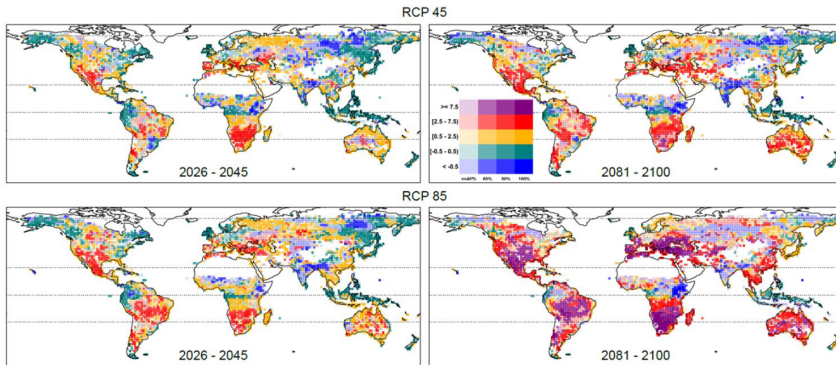 RCP 45
2026 - 2045
>= 7.5
[2.5 - 7.5)
[0.5 - 2.5)
[-0.5 - 0.5)
< -0.5
<=40% 60% 80% 100%
2081 - 2100
RCP 85
2026 - 2045
2081 - 2100